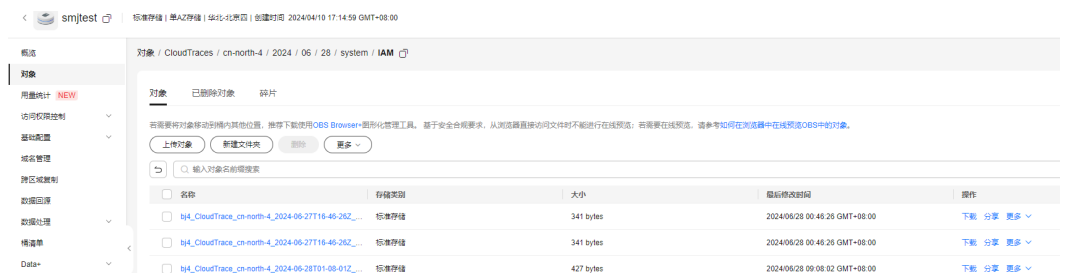 smjtest
标准存储 | 单AZ存储 | 华北-北京四 | 创建时间 2024/04/10 17:14:59 GMT+08:00
概览
对象
用量统计 NEW
访问权限控制
基础配置
域名管理
跨区域复制
数据回源
数据处理
桶清单
Data+
对象 / CloudTraces / cn-north-4 / 2024 / 06 / 28 / system / IAM
对象 已删除对象 碎片
若需要将对象移动到桶内其他位置，推荐下载使用OBS Browser+图形化管理工具。 基于安全合规要求，从浏览器直接访问文件时不能进行在线预览；若需要在线预览，请参考如何在浏览器中在线预览OBS中的对象。
上传对象 新建文件夹 删除 更多
输入对象名前缀搜索
名称 存储类别 大小 最后修改时间 操作
bj4_CloudTrace_cn-north-4_2024-06-27T16-46-26Z_... 标准存储 341 bytes 2024/06/28 00:46:26 GMT+08:00 下载 分享 更多
bj4_CloudTrace_cn-north-4_2024-06-27T16-46-26Z_... 标准存储 341 bytes 2024/06/28 00:46:26 GMT+08:00 下载 分享 更多
bj4_CloudTrace_cn-north-4_2024-06-28T01-08-01Z_... 标准存储 427 bytes 2024/06/28 09:08:02 GMT+08:00 下载 分享 更多